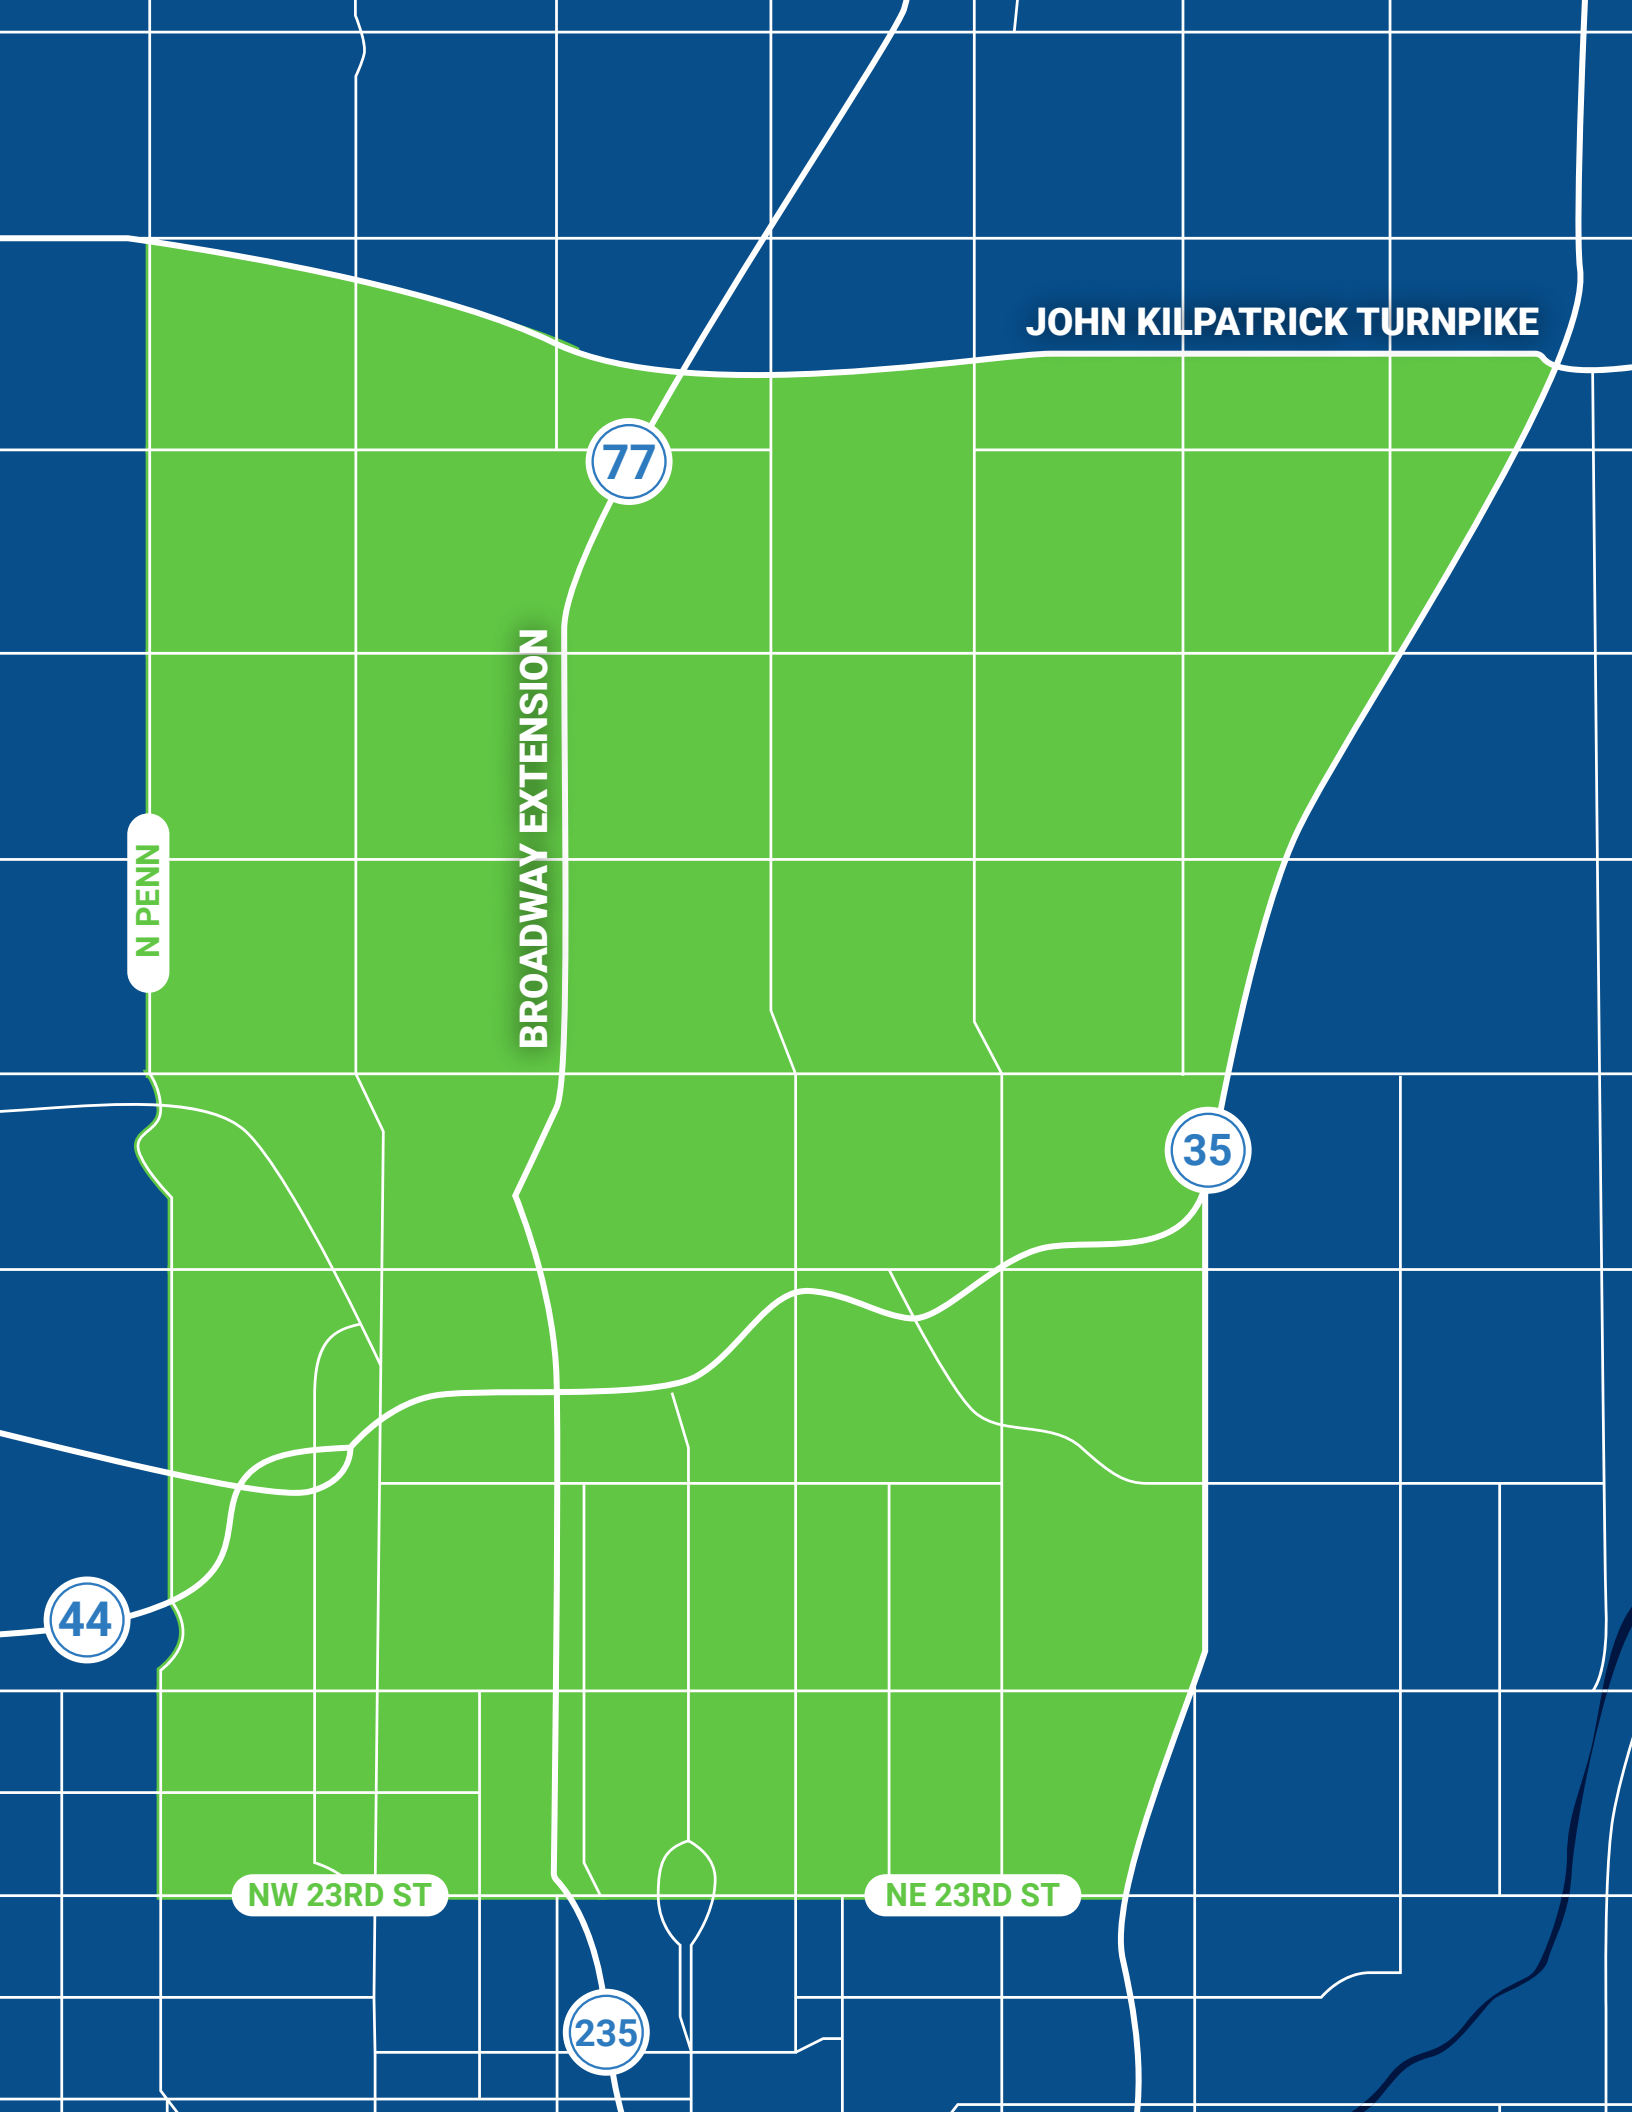 JOHN KILPATRICK TURNPIKE
77
BROADWAY EXTENSION
N PENN
35
44
NW 23RD ST
NE 23RD ST
235